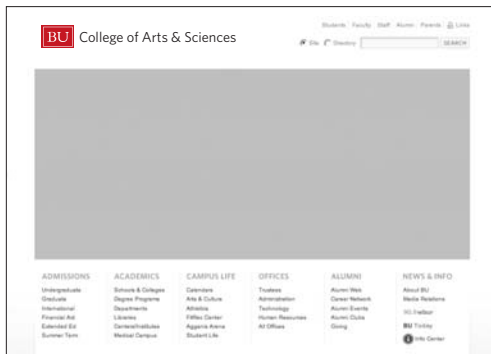 Students Faculty Staff Alumni Parents Links
BU College of Arts & Sciences
Site Directory SEARCH
ADMISSIONS ACADEMICS CAMPUS LIFE OFFICES ALUMNI NEWS & INFO
Undergraduate Schools & Colleges Calendars Trustees Alumni Web About BU
Graduate Degree Programs Arts & Culture Administration Career Network Media Relations
International Departments Athletics Technology Alumni Events
Financial Aid Libraries FitRec Center Human Resources Alumni Clubs
Extended Ed Centers/Institutes Agganis Arena All Offices Giving BU Today
Summer Term Medical Campus Student Life Info Center